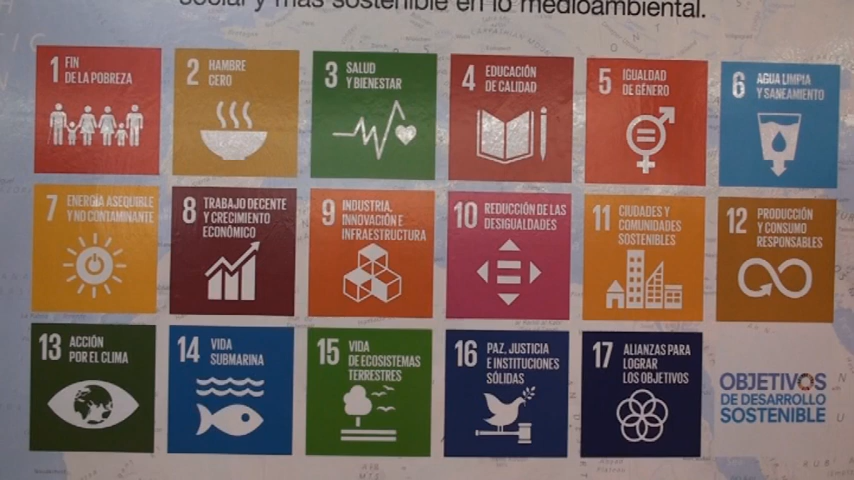 social y más sostenible en lo medioambiental.
1 FIN
DE LA POBREZA
2 HAMBRE
CERO
3 SALUD
Y BIENESTAR
4 EDUCACIÓN
DE CALIDAD
5 IGUALDAD
DE GÉNERO
6 AGUA LIMPIA
Y SANEAMIENTO
7 ENERGÍA ASEQUIBLE
Y NO CONTAMINANTE
8 TRABAJO DECENTE
Y CRECIMIENTO
ECONÓMICO
9 INDUSTRIA,
INNOVACIÓN E
INFRAESTRUCTURA
10 REDUCCIÓN DE LAS
DESIGUALDADES
11 CIUDADES Y
COMUNIDADES
SOSTENIBLES
12 PRODUCCIÓN
Y CONSUMO
RESPONSABLES
13 ACCIÓN
POR EL CLIMA
14 VIDA
SUBMARINA
15 VIDA
DE ECOSISTEMAS
TERRESTRES
16 PAZ, JUSTICIA
E INSTITUCIONES
SÓLIDAS
17 ALIANZAS PARA
LOGRAR
LOS OBJETIVOS
OBJETIVOS
DE DESARROLLO
SOSTENIBLE